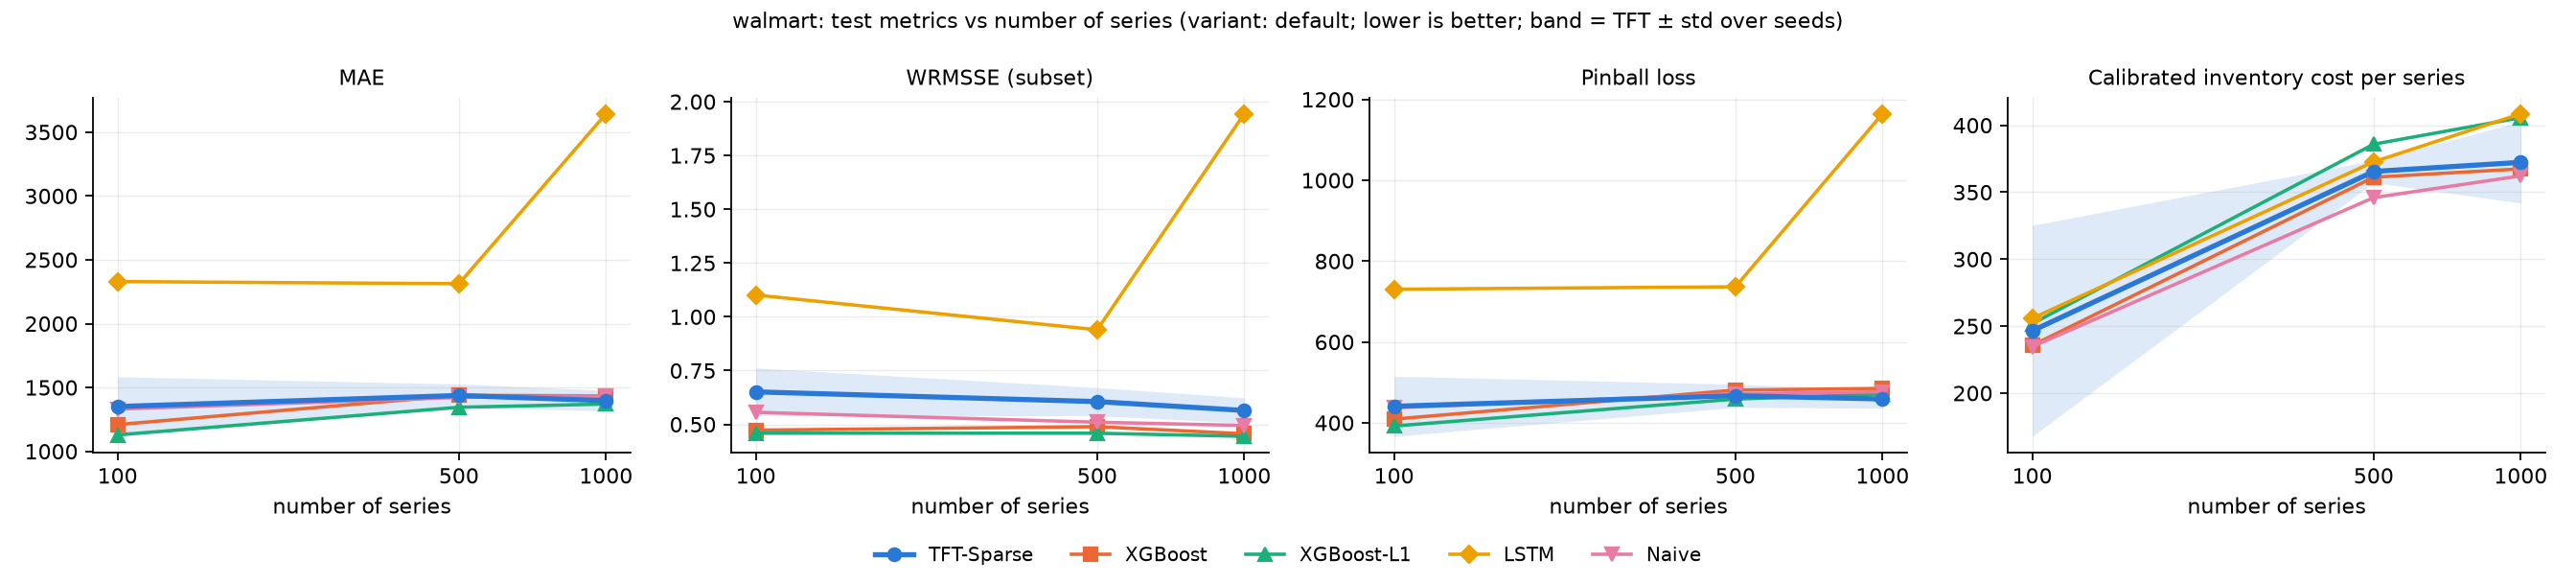 walmart: test metrics vs number of series (variant: default; lower is better; band = TFT ± std over seeds)
MAE
3500
3000
2500
2000
1500
1000
100 500 1000
number of series
WRMSSE (subset)
2.00
1.75
1.50
1.25
1.00
0.75
0.50
100 500 1000
number of series
Pinball loss
1200
1000
800
600
400
100 500 1000
number of series
Calibrated inventory cost per series
400
350
300
250
200
100 500 1000
number of series
TFT-Sparse XGBoost XGBoost-L1 LSTM Naive